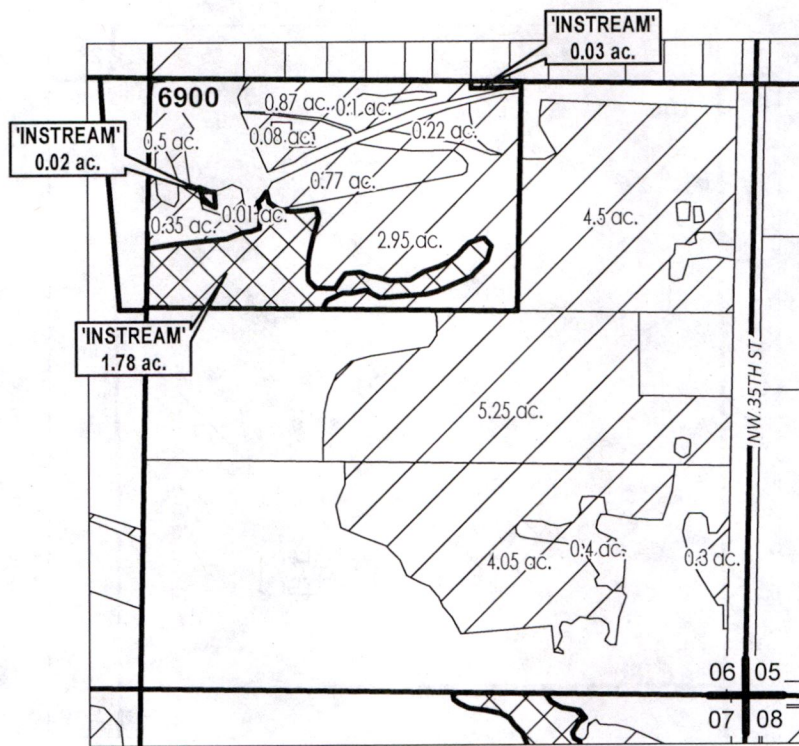 'INSTREAM'
0.03 ac.
6900
0.87 ac.
0.1 ac.
'INSTREAM'
0.02 ac.
0.5 ac.
0.08 ac.
0.22 ac.
0.77 ac.
0.35 ac.
0.01 ac.
2.95 ac.
4.5 ac.
'INSTREAM'
1.78 ac.
5.25 ac.
NW 35TH ST
4.05 ac.
0.4 ac.
0.3 ac.
06 05
07 08